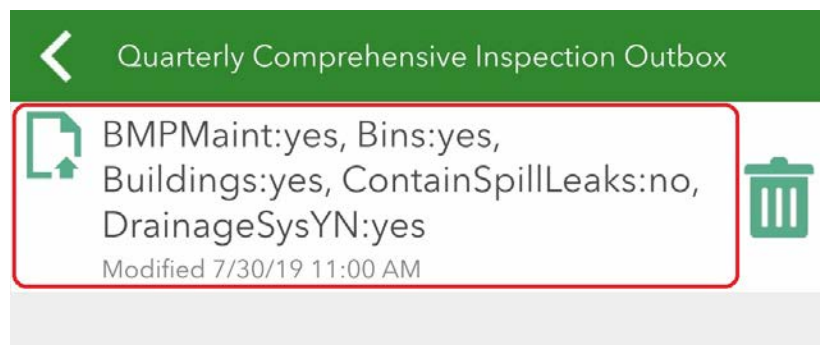 Quarterly Comprehensive Inspection Outbox
BMPMaint:yes, Bins:yes,
Buildings:yes, ContainSpillLeaks:no,
DrainageSysYN:yes
Modified 7/30/19 11:00 AM